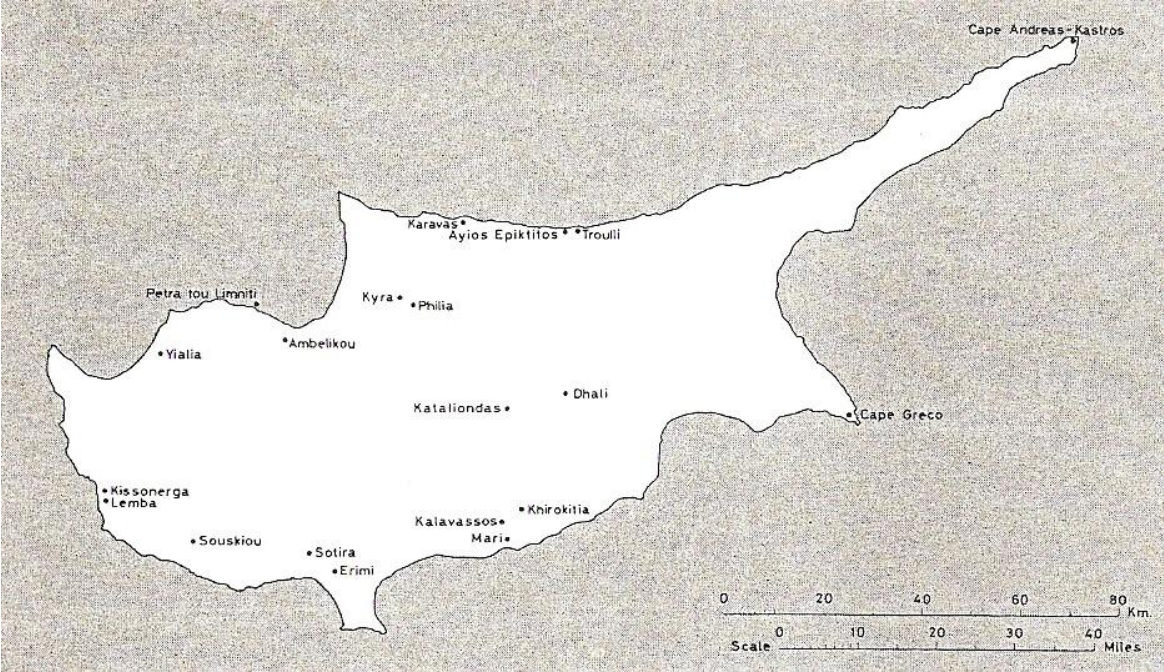 Cape Andreas-Kastros
Karavas
Ayios Epiktitos
Troulli
Petra tou Limniti
Kyra
Philia
Ambelikou
Yialia
Dhali
Kataliondas
Cape Greco
Kissonerga
Lemba
Khirokitia
Kalavassos
Mari
Souskiou
Sotira
Erimi
0 20 40 60 80 Km.
Scale 0 10 20 30 40 Miles